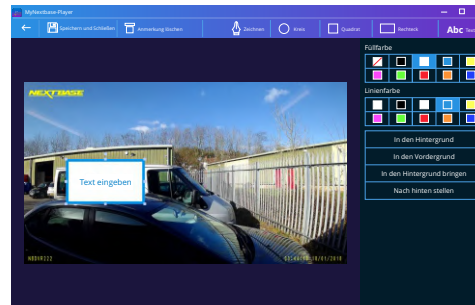 MyNextbase-Player
Speichern und Schließen
Anmerkung löschen
Zeichnen
Kreis
Quadrat
Rechteck
Abc Text
Füllfarbe
Linienfarbe
In den Hintergrund
In den Vordergrund
In den Hintergrund bringen
Nach hinten stellen
NEXTBASE
Text eingeben